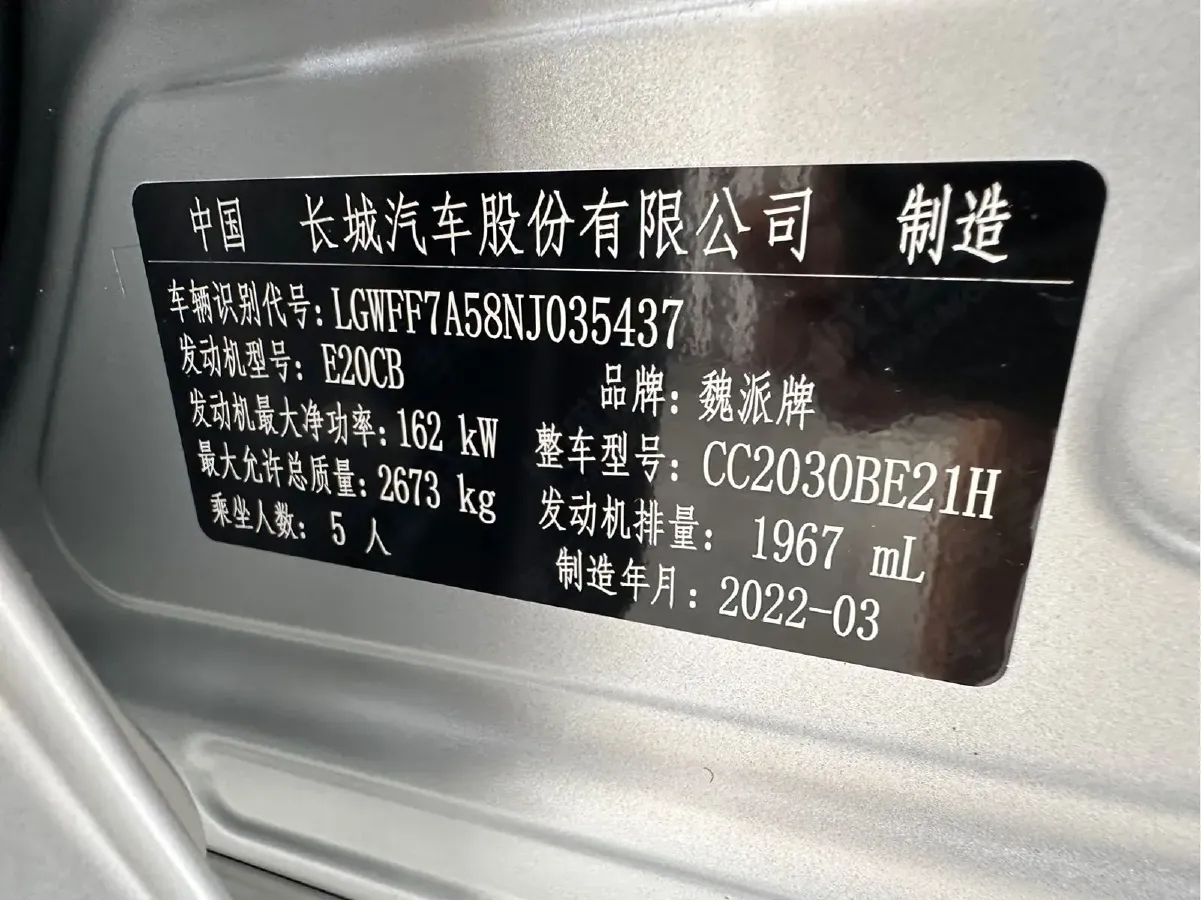 中国 长城汽车股份有限公司 制造
车辆识别代号：LGWFF7A58NJ035437
发动机型号：E20CB 品牌：魏派牌
发动机最大净功率：162 kW 整车型号：CC2030BE21H
最大允许总质量：2673 kg 发动机排量：1967 mL
乘坐人数：5 人 制造年月：2022-03